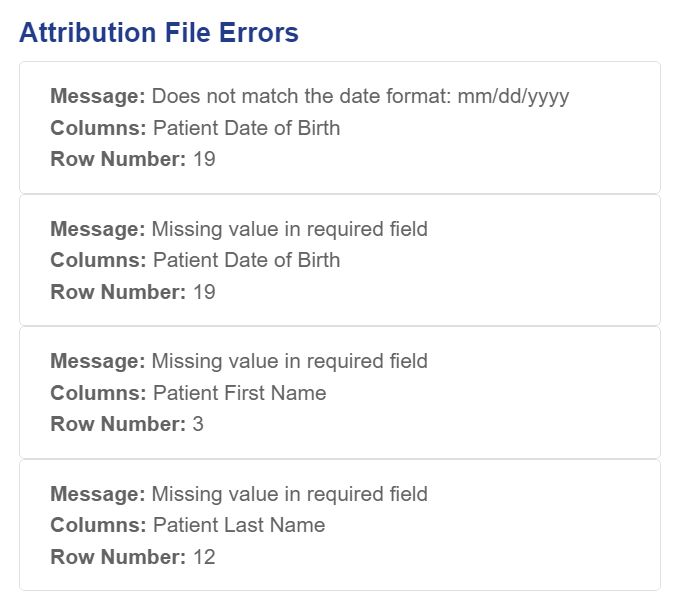 Attribution File Errors
Message: Does not match the date format: mm/dd/yyyy
Columns: Patient Date of Birth
Row Number: 19
Message: Missing value in required field
Columns: Patient Date of Birth
Row Number: 19
Message: Missing value in required field
Columns: Patient First Name
Row Number: 3
Message: Missing value in required field
Columns: Patient Last Name
Row Number: 12